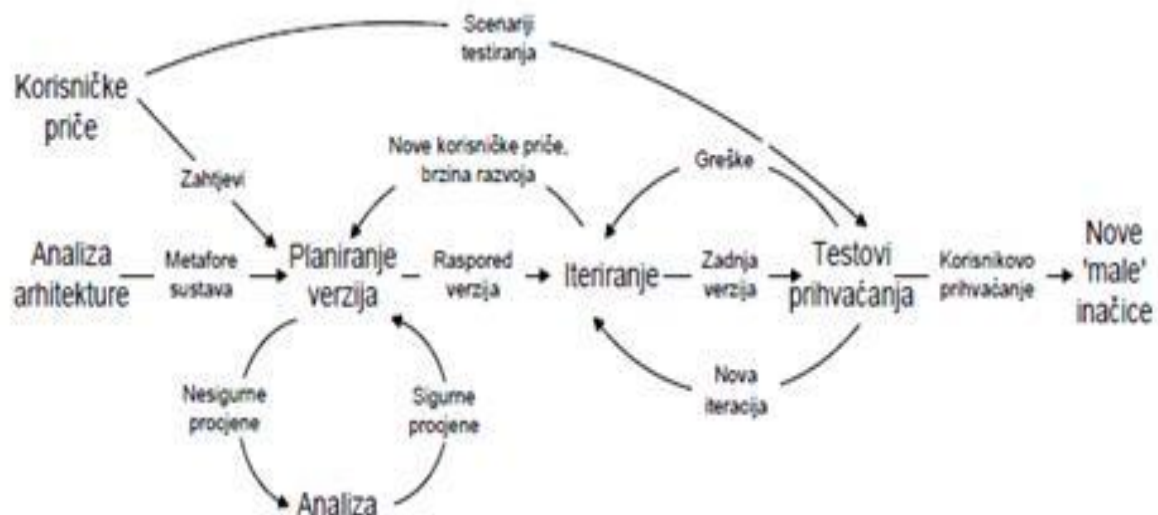 Scenariji
testiranja
Korisničke
priče
Nove korisničke priče,
brzina razvoja
Greške
Zahtjevi
Analiza
arhitekture
Metafore
sustava
Planiranje
verzija
Raspored
verzija
Iteriranje
Zadnja
verzija
Testovi
prihvaćanja
Korisnikovo
prihvaćanje
Nove
'male'
inačice
Nesigurne
procjene
Sigurne
procjene
Nova
iteracija
Analiza